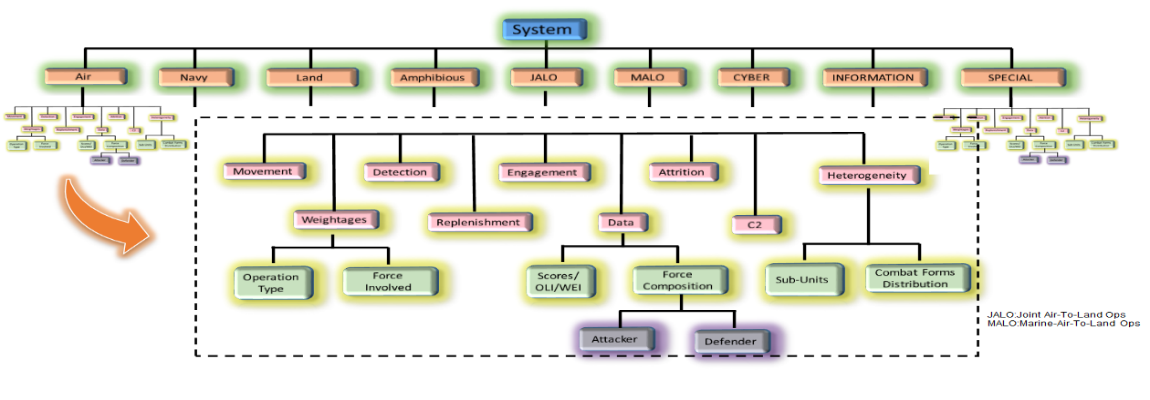 System
Air
Navy
Land
Amphibious
JALO
MALO
CYBER
INFORMATION
SPECIAL
Movement
Detection
Engagement
Attrition
Heterogeneity
Weightages
Replenishment
Data
C2
Operation
Type
Force
Involved
Scores/
OLI/WEI
Force
Composition
Sub-Units
Combat Forms
Distribution
Attacker
Defender
JALO:Joint Air-To-Land Ops
MALO:Marine-Air-To-Land Ops